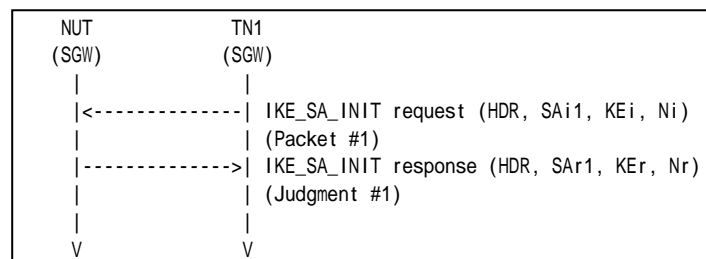 NUT TN1
(SGW) (SGW)
| |
|<--------------| IKE_SA_INIT request (HDR, SAi1, KEi, Ni)
| | (Packet #1)
|-------------->| IKE_SA_INIT response (HDR, SAr1, KEr, Nr)
| | (Judgment #1)
| |
V V